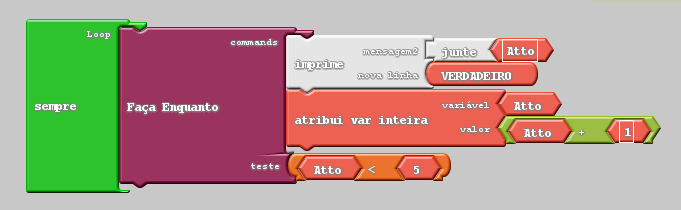 Loop
commands
mensagem2 junte Atto
imprime
nova linha VERDADEIRO
sempre Faça Enquanto
variável Atto
atribui var inteira
valor Atto + 1
teste Atto < 5